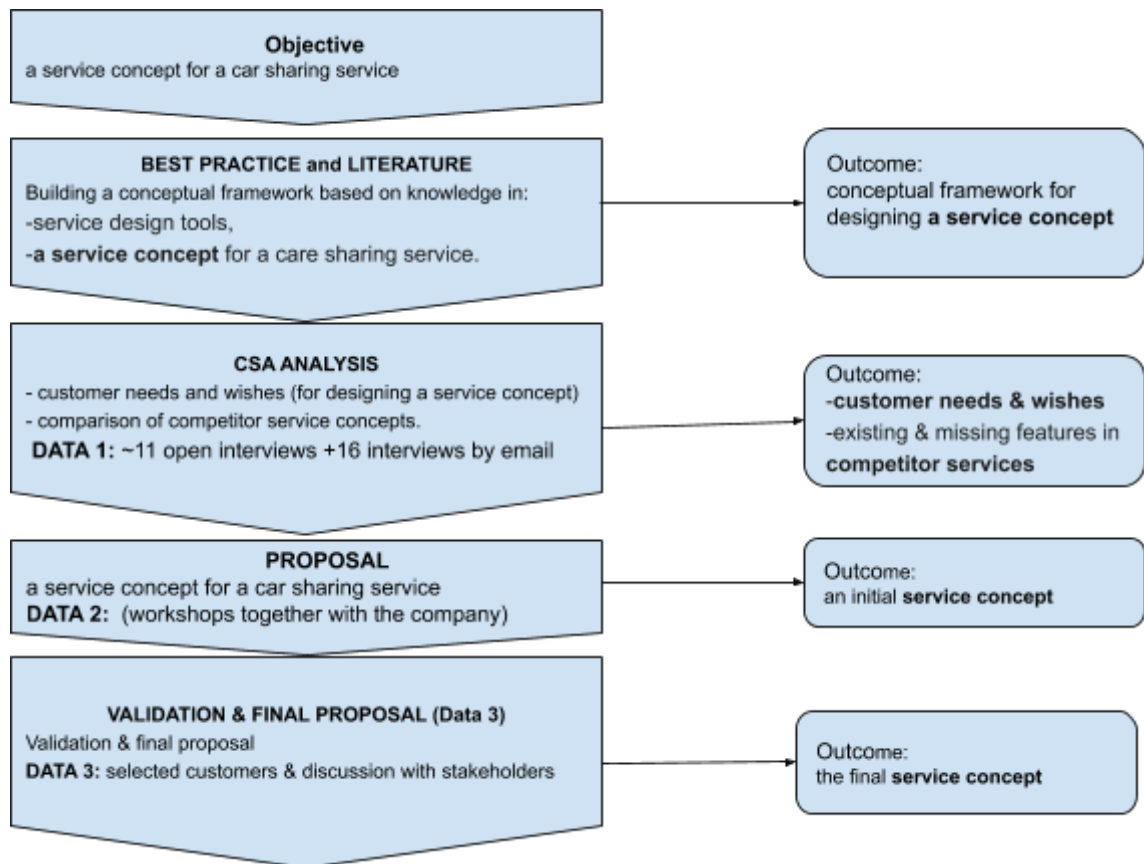 Objective
a service concept for a car sharing service
BEST PRACTICE and LITERATURE
Building a conceptual framework based on knowledge in:
-service design tools,
-a service concept for a care sharing service.
Outcome:
conceptual framework for
designing a service concept
CSA ANALYSIS
- customer needs and wishes (for designing a service concept)
- comparison of competitor service concepts.
DATA 1: ~11 open interviews +16 interviews by email
Outcome:
-customer needs & wishes
-existing & missing features in
competitor services
PROPOSAL
a service concept for a car sharing service
DATA 2: (workshops together with the company)
Outcome:
an initial service concept
VALIDATION & FINAL PROPOSAL (Data 3)
Validation & final proposal
DATA 3: selected customers & discussion with stakeholders
Outcome:
the final service concept